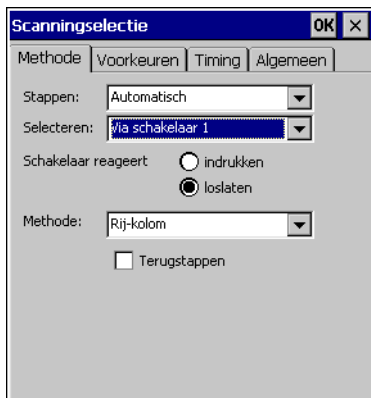 Scanningselectie OK
Methode Voorkeuren Timing Algemeen
Stappen: Automatisch
Selecteren: Via schakelaar 1
Schakelaar reageert indrukken
loslaten
Methode: Rij-kolom
Terugstappen